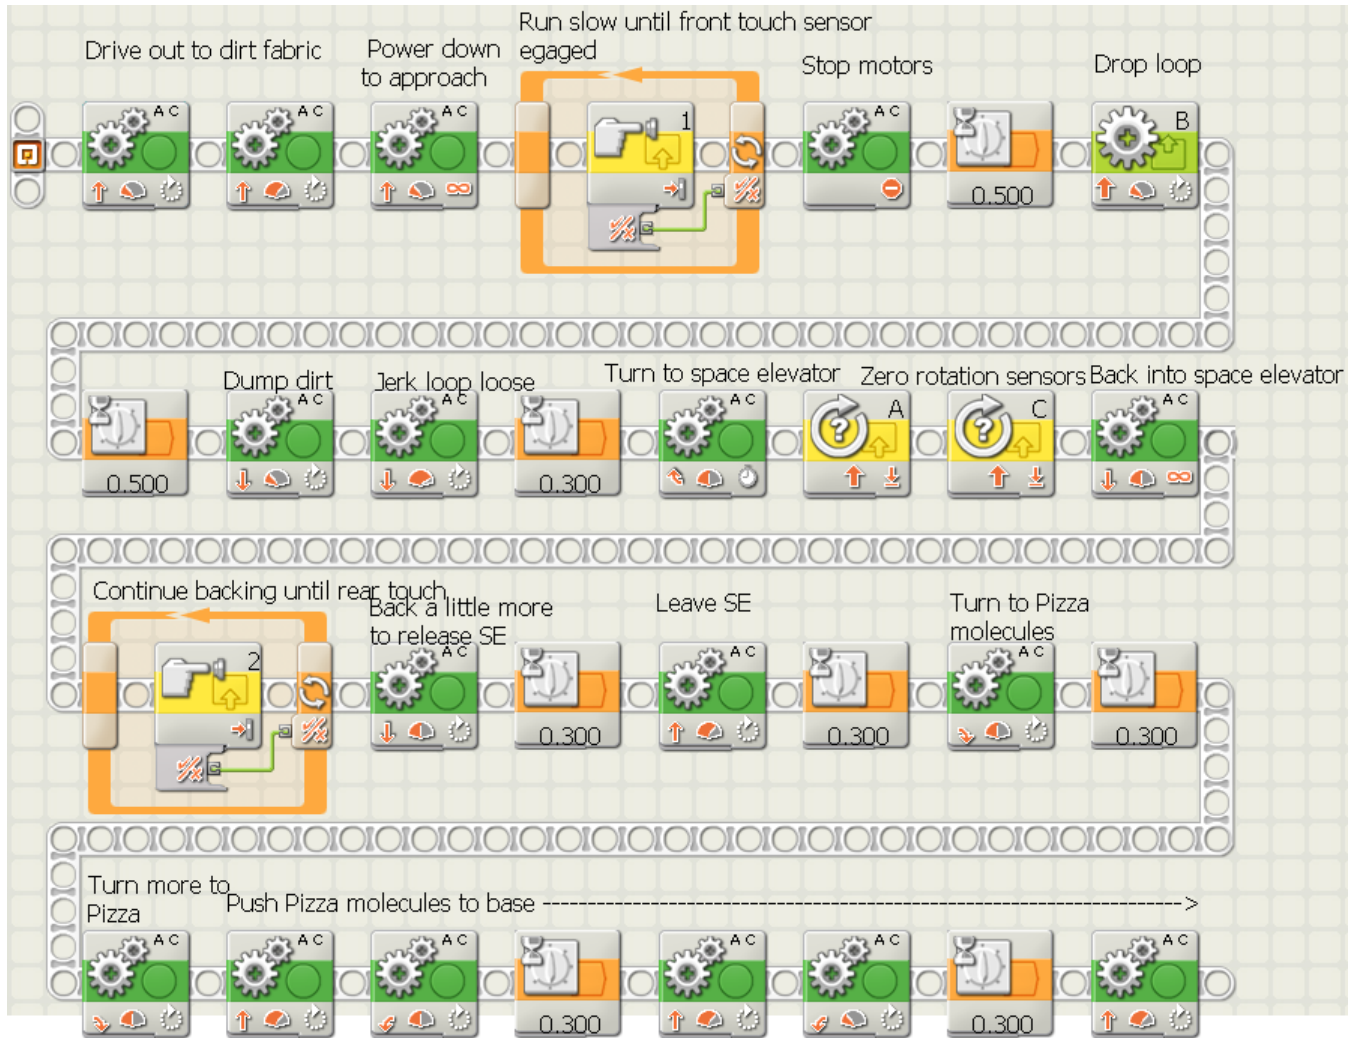 Run slow until front touch sensor
egaged
Drive out to dirt fabric
Power down
to approach
Stop motors
Drop loop
A C
A C
A C
1
A C
0.500
B
Dump dirt
Jerk loop loose
Turn to space elevator
Zero rotation sensors
Back into space elevator
0.500
A C
A C
0.300
A C
A
C
A C
Continue backing until rear touch
Back a little more
to release SE
Leave SE
Turn to Pizza
molecules
2
A C
0.300
A C
0.300
A C
0.300
Turn more to
Pizza
Push Pizza molecules to base ------------------------------------------------------------------->
A C
A C
A C
0.300
A C
A C
0.300
A C